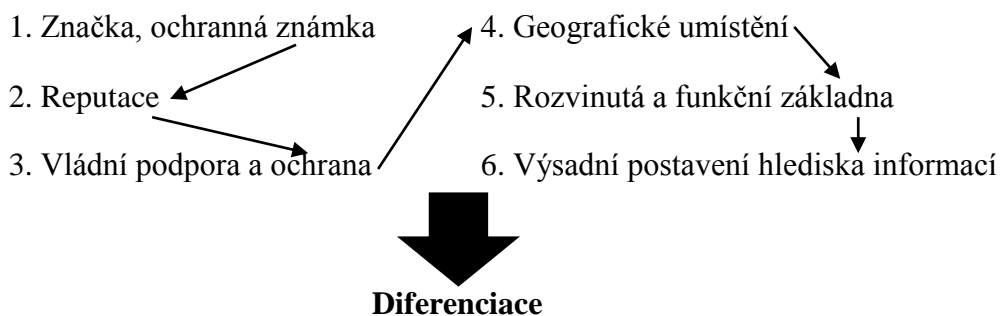 1. Značka, ochranná známka
2. Reputace
3. Vládní podpora a ochrana
4. Geografické umístění
5. Rozvinutá a funkční základna
6. Výsadní postavení hlediska informací
Diferenciace